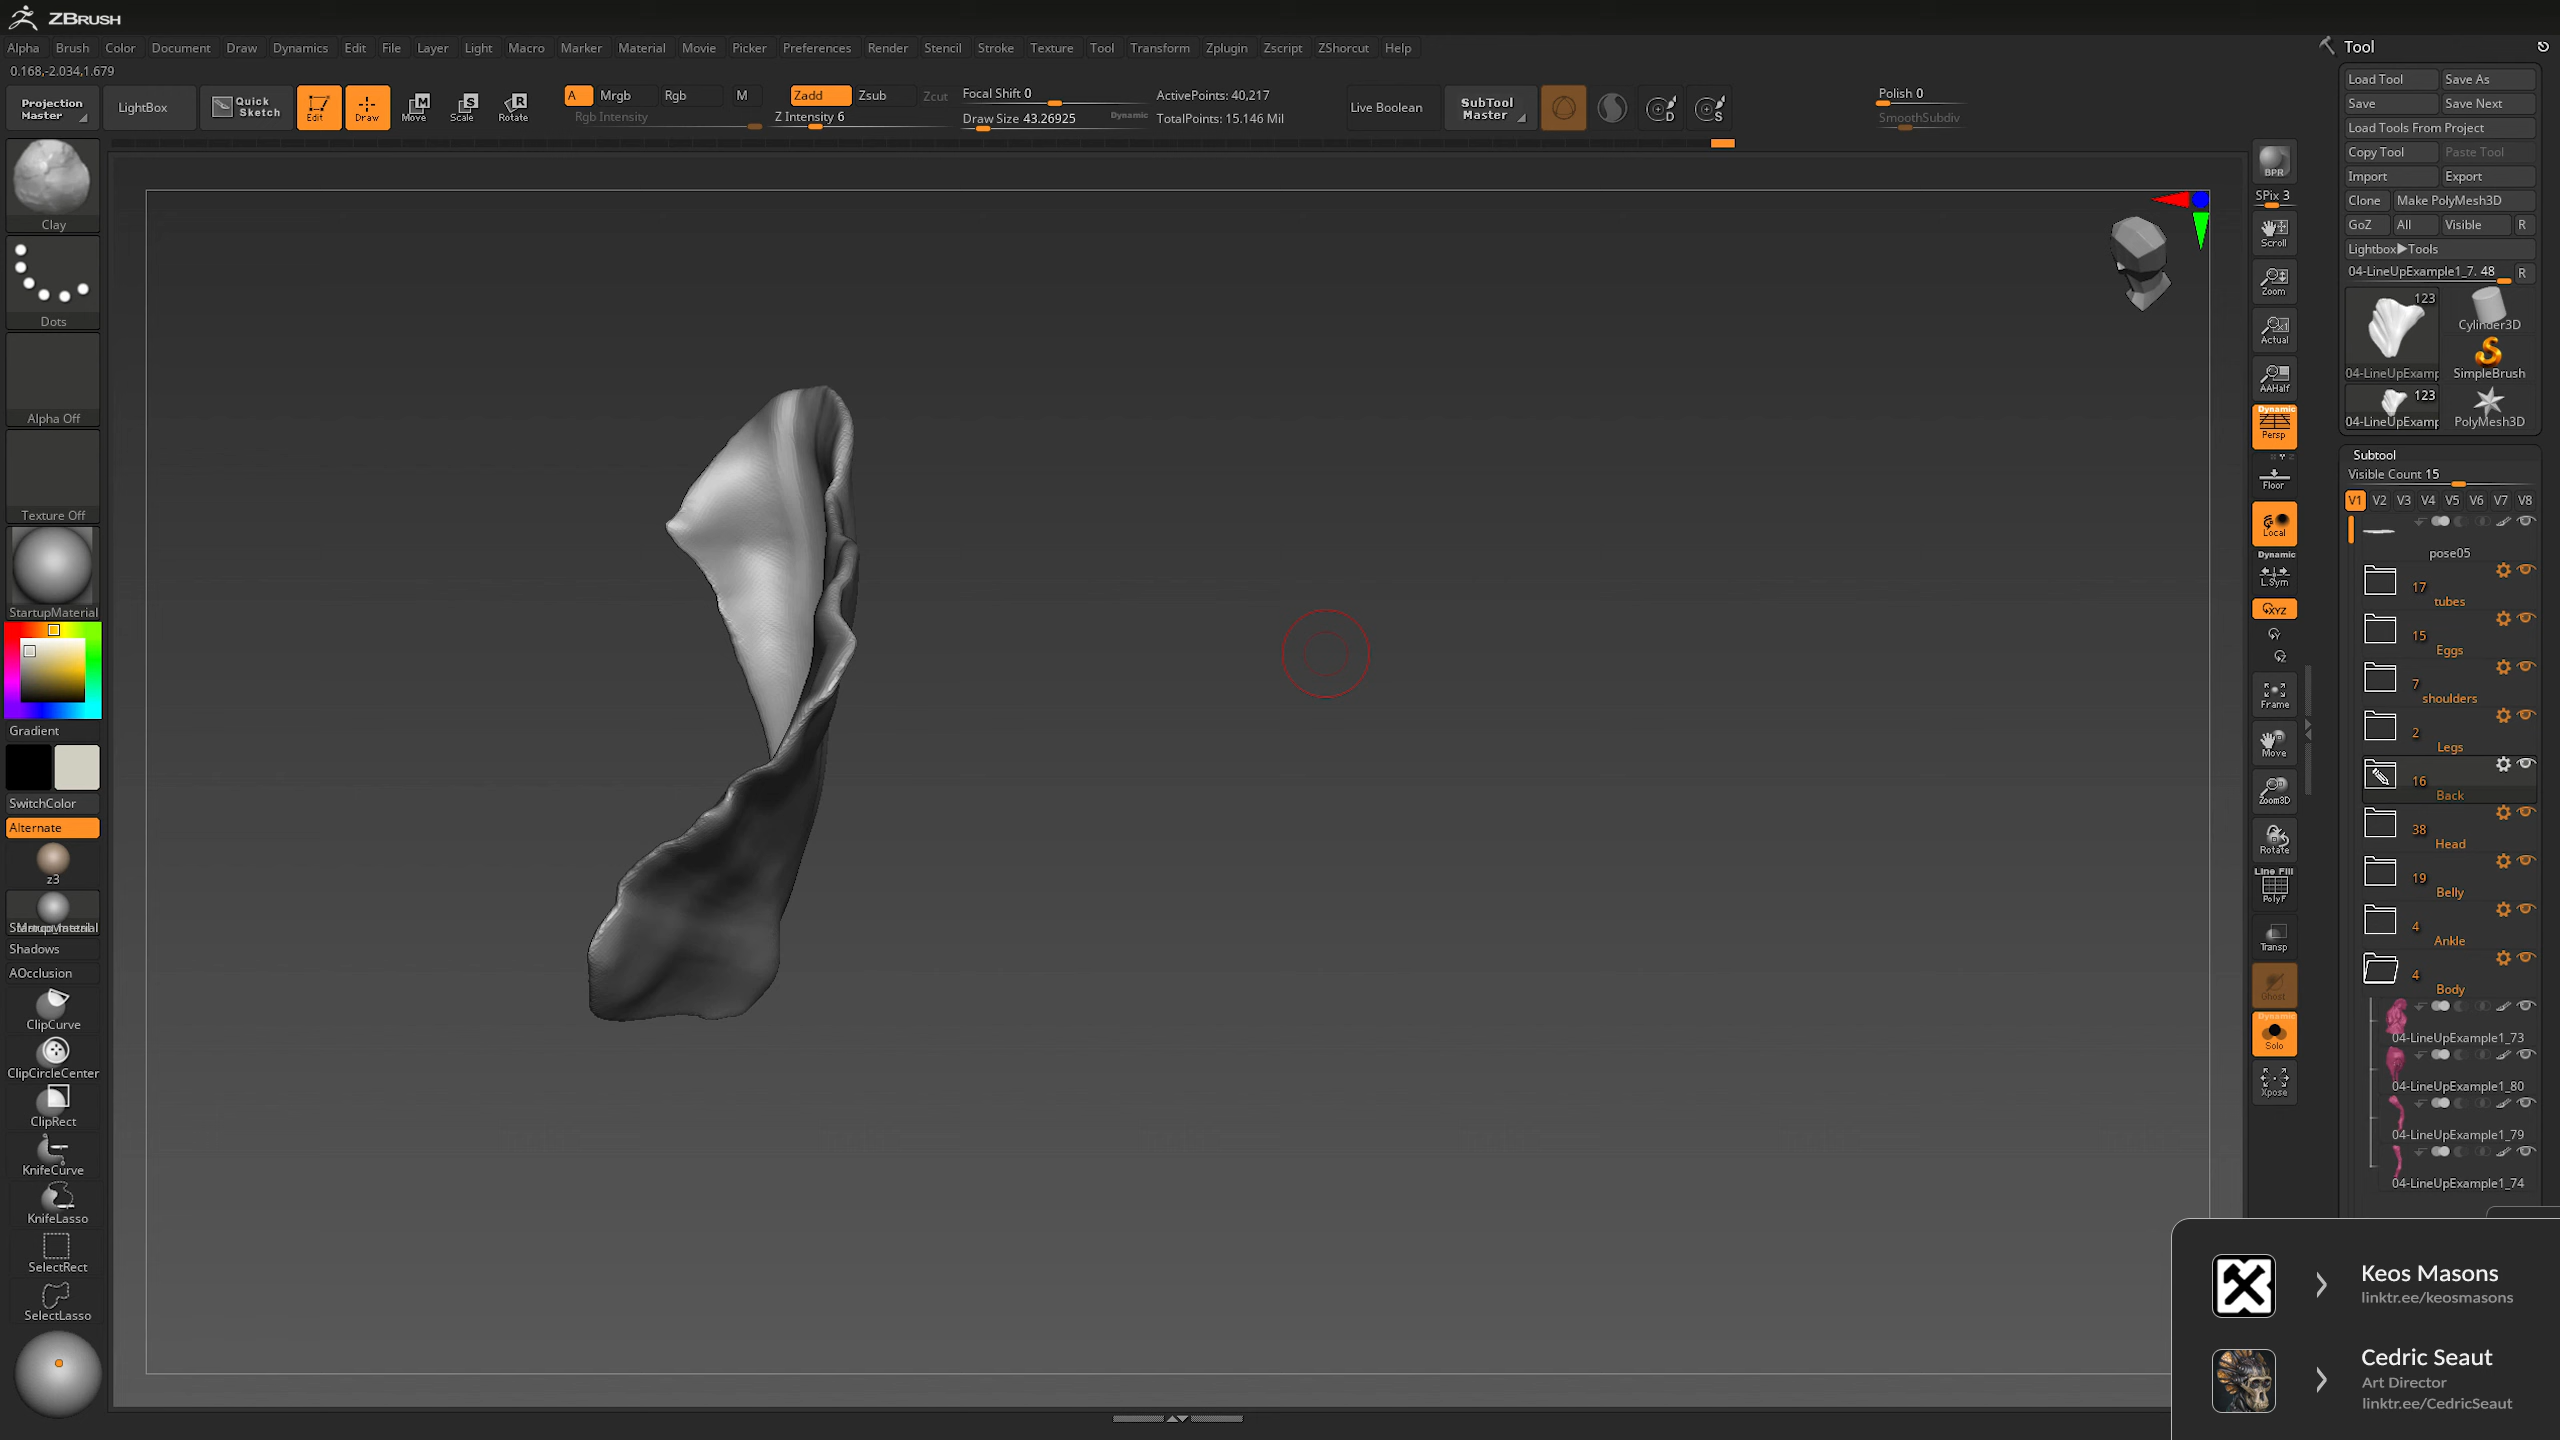 ZBRUSH
Alpha Brush Color Document Draw Dynamics Edit File Layer Light Macro Marker Material Movie Picker Preferences Render Stencil Stroke Texture Tool Transform Zplugin Zscript ZShorcut Help
0.168,-2.034,1.679
Projection Master
LightBox
Quick Sketch
Edit
Draw
Move
Scale
Rotate
A Mrgb Rgb M
Rgb Intensity
Zadd Zsub Zcut
Z Intensity 6
Focal Shift 0
Draw Size 43.26925 Dynamic
ActivePoints: 40,217
TotalPoints: 15.146 Mil
Live Boolean
SubTool Master
D
S
Polish 0
SmoothSubdiv
Clay
Dots
Alpha Off
Texture Off
StartupMaterial
Gradient
SwitchColor
Alternate
z3
Shadows
AOcclusion
ClipCurve
ClipCircleCenter
ClipRect
KnifeCurve
KnifeLasso
SelectRect
SelectLasso
BPR
SPix 3
Scroll
Zoom
Actual
AAHalf
Dynamic
Persp
Floor
Local
Dynamic
L.Sym
XYZ
Frame
Move
Zoom3D
Rotate
Line Fill
PolyF
Transp
Ghost
Dynamic
Solo
Xpose
Tool
Load Tool Save As
Save Save Next
Load Tools From Project
Copy Tool Paste Tool
Import Export
Clone Make PolyMesh3D
GoZ All Visible R
Lightbox▶Tools
04-LineUpExample1_7. 48 R
123
Cylinder3D
04-LineUpExamp SimpleBrush
123
04-LineUpExamp PolyMesh3D
Subtool
Visible Count 15
V1 V2 V3 V4 V5 V6 V7 V8
pose05
17
tubes
15
Eggs
7
shoulders
2
Legs
16
Back
38
Head
19
Belly
4
Ankle
4
Body
04-LineUpExample1_73
04-LineUpExample1_80
04-LineUpExample1_79
04-LineUpExample1_74
Keos Masons
linktr.ee/keosmasons
Cedric Seaut
Art Director
linktr.ee/CedricSeaut